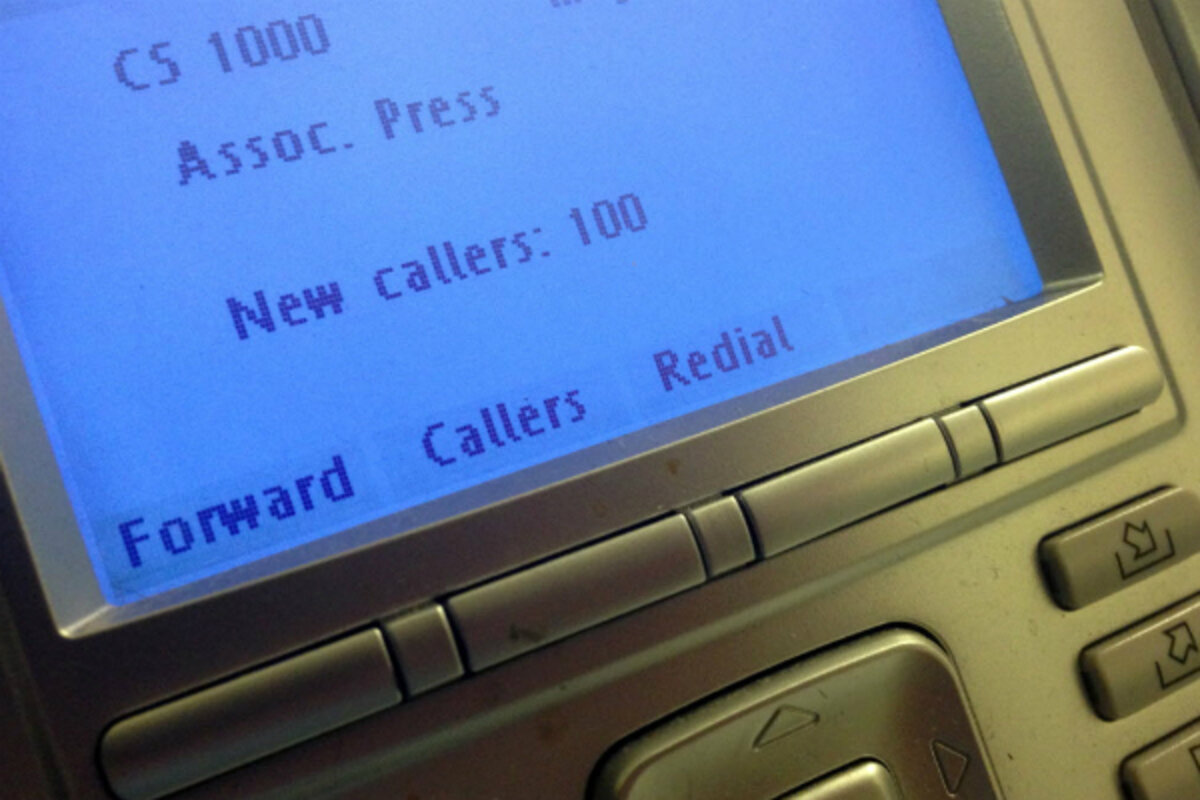 CS 1000
Assoc. Press
New callers: 100
Forward Callers Redial